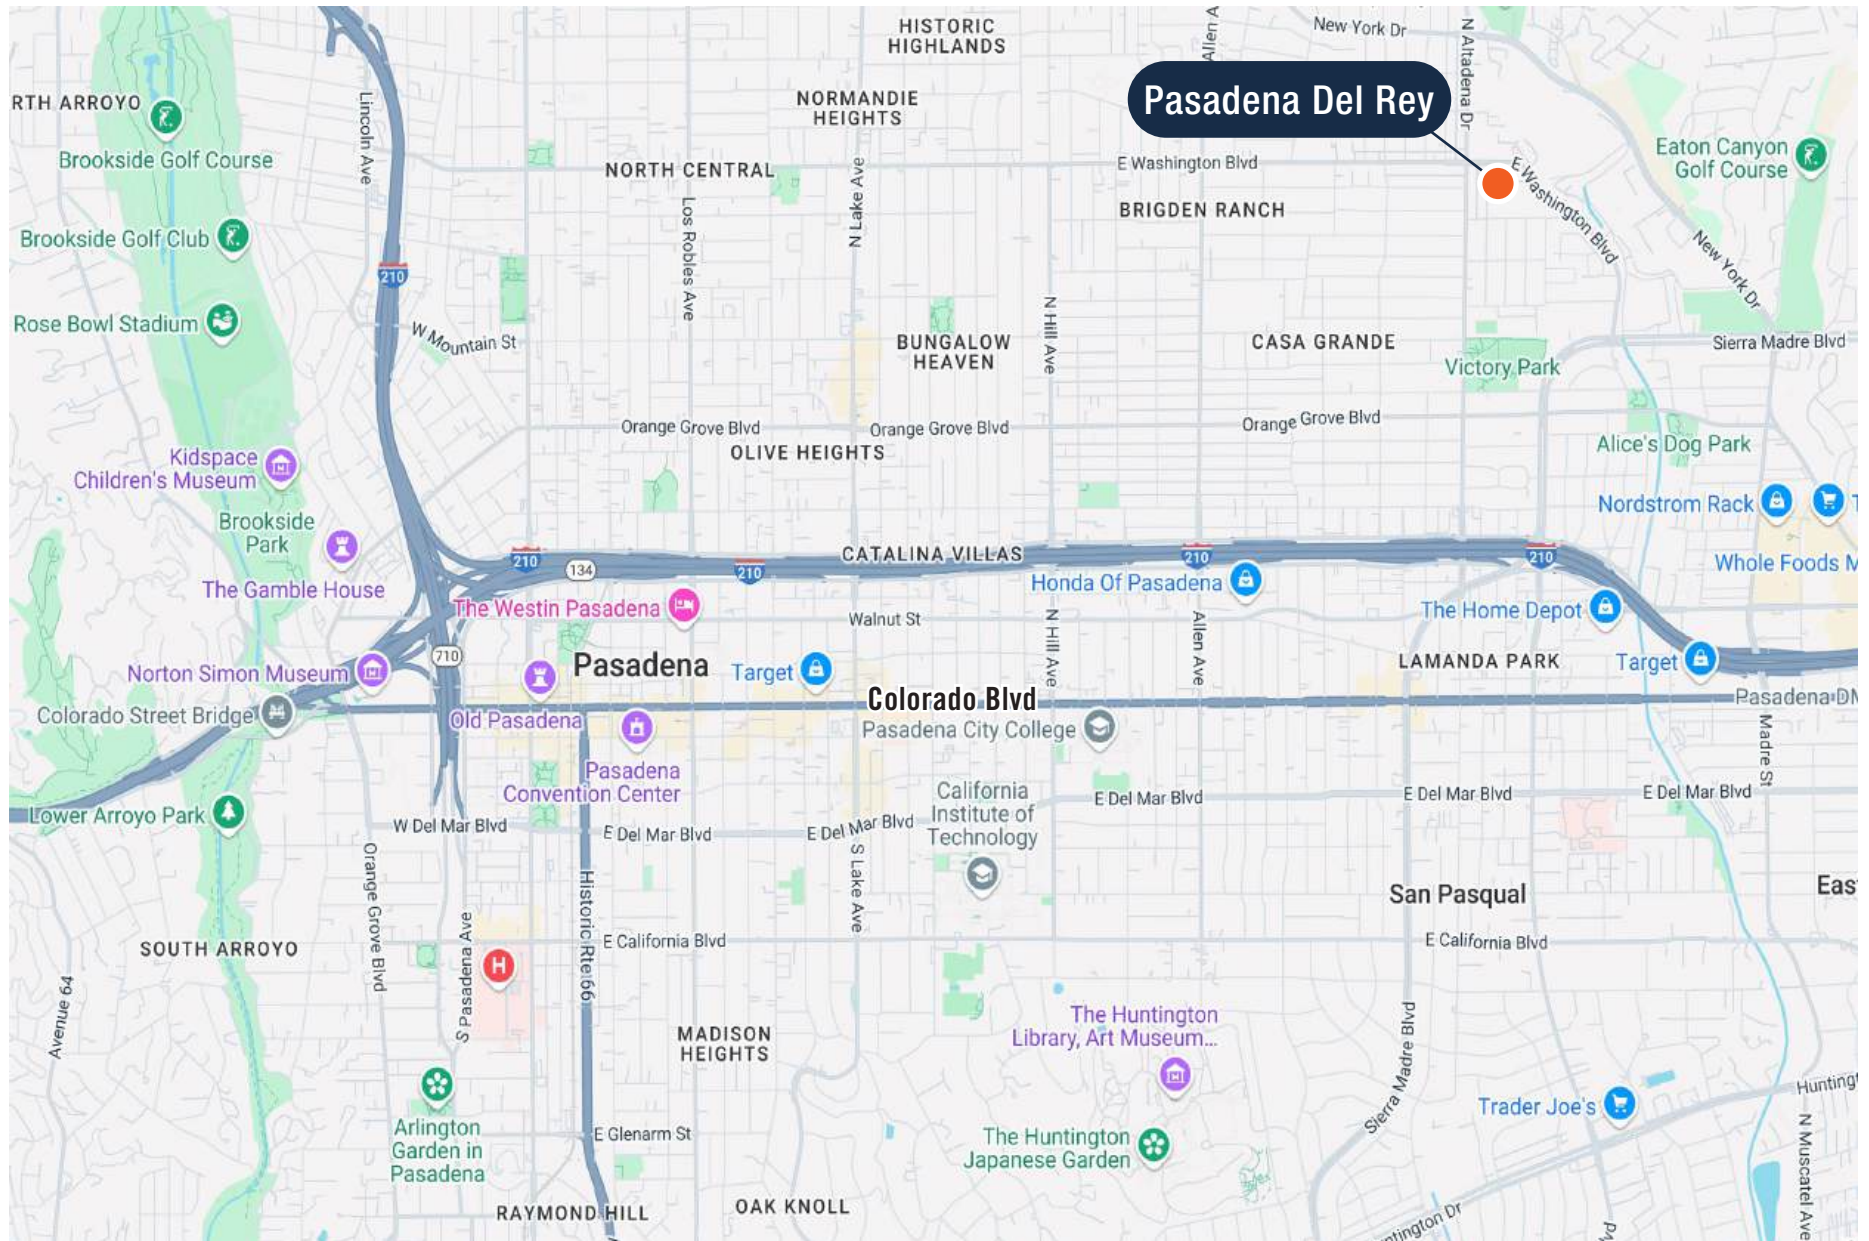 HISTORIC
HIGHLANDS
Allen A
New York Dr
N Altadena Dr
Pasadena Del Rey
RTH ARROYO
Lincoln Ave
NORMANDIE
HEIGHTS
Brookside Golf Course
NORTH CENTRAL
N Lake Ave
E Washington Blvd
E Washington Blvd
Eaton Canyon
Golf Course
BRIGDEN RANCH
Los Robles Ave
Brookside Golf Club
210
New York Dr
Rose Bowl Stadium
W Mountain St
N Hill Ave
BUNGALOW
HEAVEN
CASA GRANDE
Sierra Madre Blvd
Victory Park
Orange Grove Blvd
Orange Grove Blvd
Orange Grove Blvd
OLIVE HEIGHTS
Alice's Dog Park
Kidspace
Children's Museum
Nordstrom Rack
T
Brookside
Park
CATALINA VILLAS
210
134
210
210
210
Whole Foods M
The Gamble House
Honda Of Pasadena
The Westin Pasadena
Walnut St
N Hill Ave
Allen Ave
The Home Depot
710
Norton Simon Museum
Pasadena
Target
LAMANDA PARK
Target
Colorado Blvd
Pasadena DM
Colorado Street Bridge
Old Pasadena
Pasadena City College
Madre St
Pasadena
Convention Center
California
Institute of
Technology
E Del Mar Blvd
E Del Mar Blvd
E Del Mar Blvd
Lower Arroyo Park
W Del Mar Blvd
E Del Mar Blvd
E Del Mar Blvd
Orange Grove Blvd
Historic Rte 66
S Lake Ave
San Pasqual
Eas
SOUTH ARROYO
S Pasadena Ave
H
E California Blvd
E California Blvd
Avenue 64
MADISON
HEIGHTS
The Huntington
Library, Art Museum...
Sierra Madre Blvd
Huntingt
Trader Joe's
Arlington
Garden in
Pasadena
E Glenarm St
The Huntington
Japanese Garden
N Muscatel Ave
RAYMOND HILL
OAK KNOLL
ntington Dr